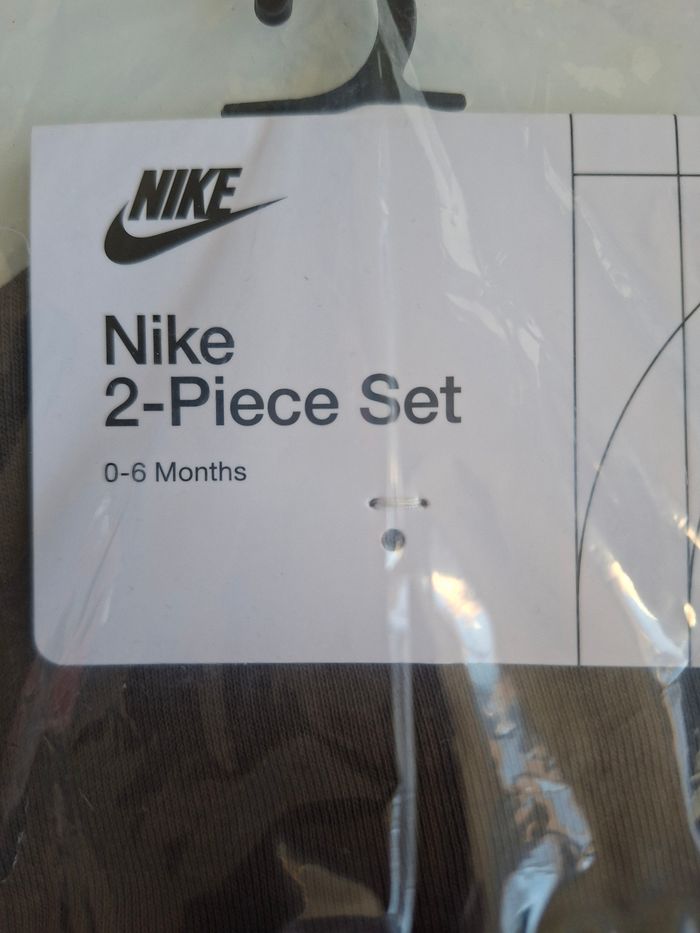 NIKE
Nike
2-Piece Set
0-6 Months